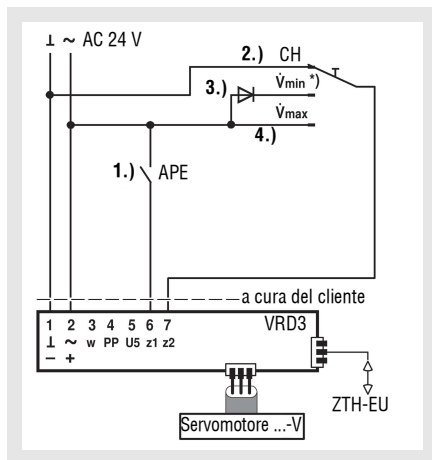 ⊥ ~ AC 24 V
2.) CH
3.) V̇min *)
V̇max
4.)
1.) APE
a cura del cliente
1 2 3 4 5 6 7 VRD3
⊥ ~ w PP U5 z1 z2
− +
ZTH-EU
Servomotore ...-V